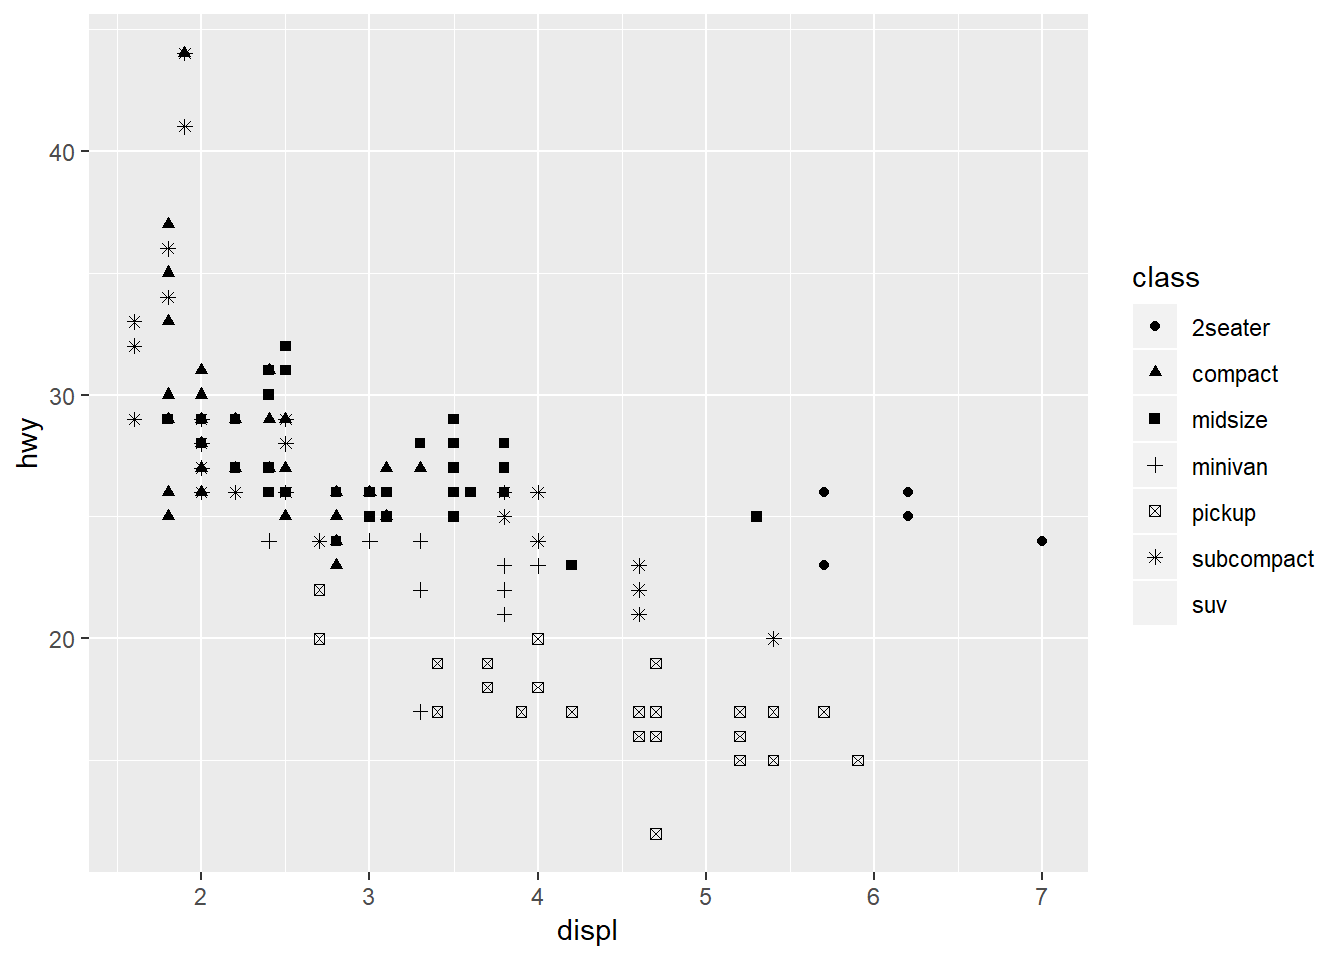 40
30
20
hwy
2
3
4
5
6
7
displ
class
2seater
compact
midsize
minivan
pickup
subcompact
suv